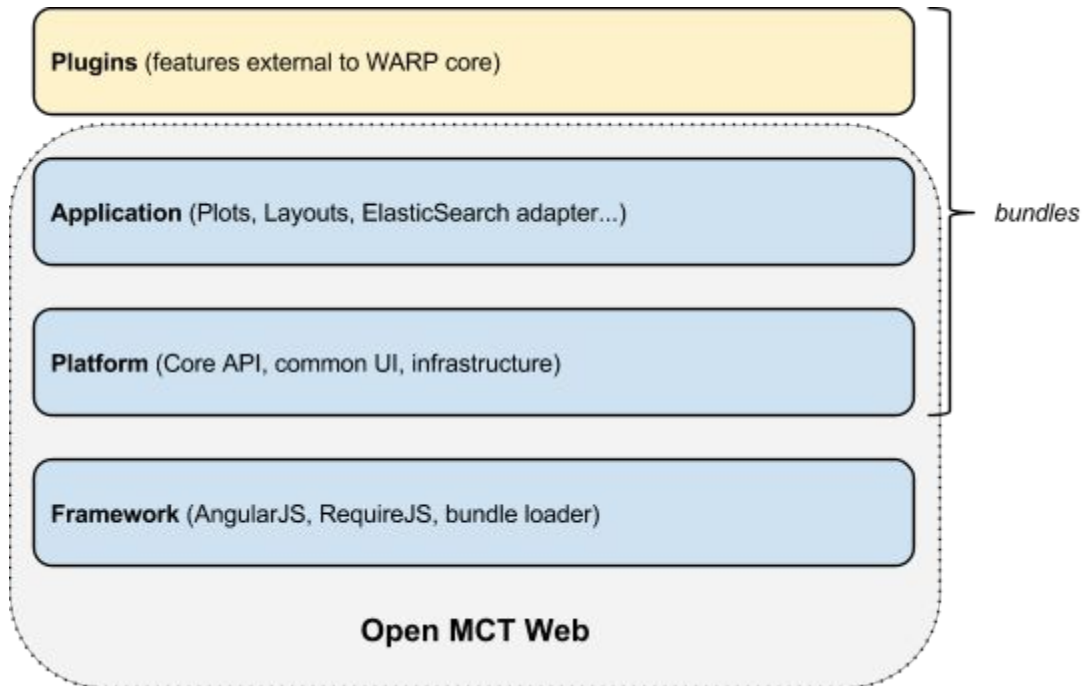 Plugins (features external to WARP core)
Application (Plots, Layouts, ElasticSearch adapter...)
bundles
Platform (Core API, common UI, infrastructure)
Framework (AngularJS, RequireJS, bundle loader)
Open MCT Web